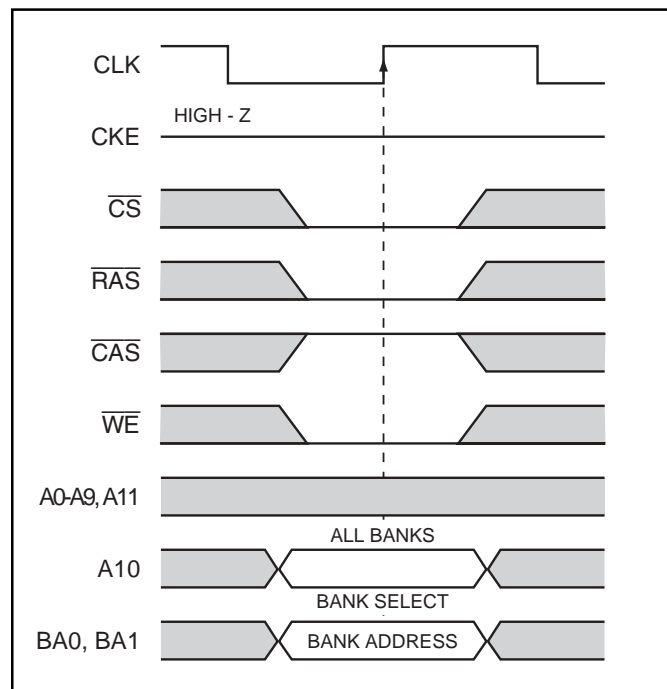 CLK
HIGH - Z
CKE
CS
RAS
CAS
WE
A0-A9, A11
ALL BANKS
A10
BANK SELECT
BA0, BA1 BANK ADDRESS